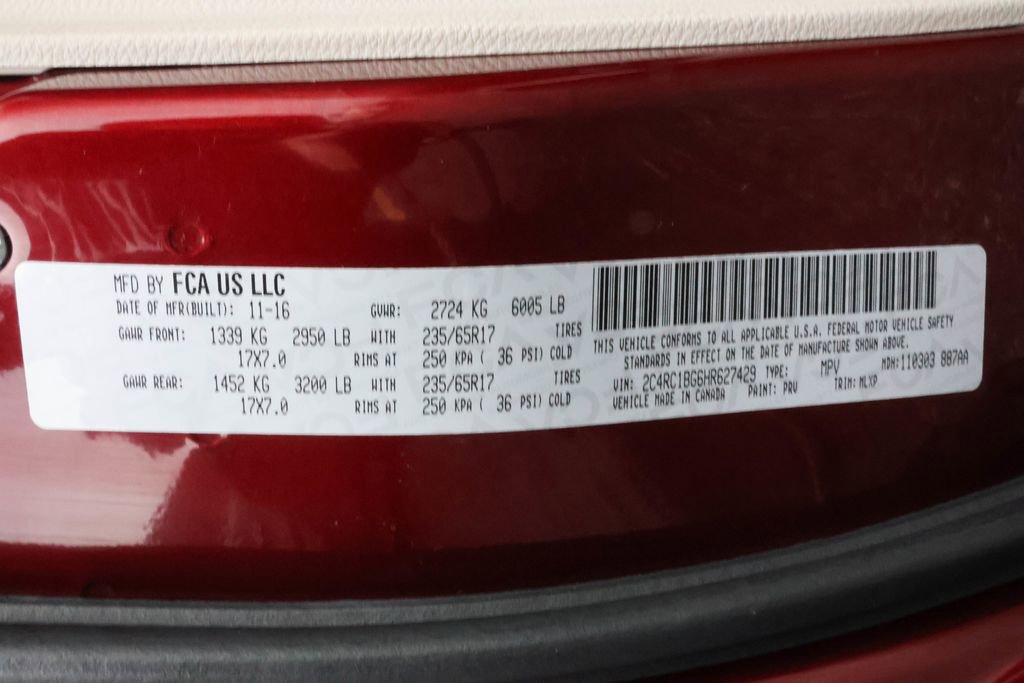 MFD BY FCA US LLC
DATE OF MFR(BUILT): 11-16 GVWR: 2724 KG 6005 LB
GAWR FRONT: 1339 KG 2950 LB WITH 235/65R17 TIRES
17X7.0 RIMS AT 250 KPA ( 36 PSI) COLD
GAWR REAR: 1452 KG 3200 LB WITH 235/65R17 TIRES
17X7.0 RIMS AT 250 KPA ( 36 PSI) COLD
THIS VEHICLE CONFORMS TO ALL APPLICABLE U.S.A. FEDERAL MOTOR VEHICLE SAFETY
STANDARDS IN EFFECT ON THE DATE OF MANUFACTURE SHOWN ABOVE.
VIN: 2C4RC1BG6HR627429 TYPE: MPV MDH:110303 887AA
VEHICLE MADE IN CANADA PAINT: PRV TRIM: MLXP